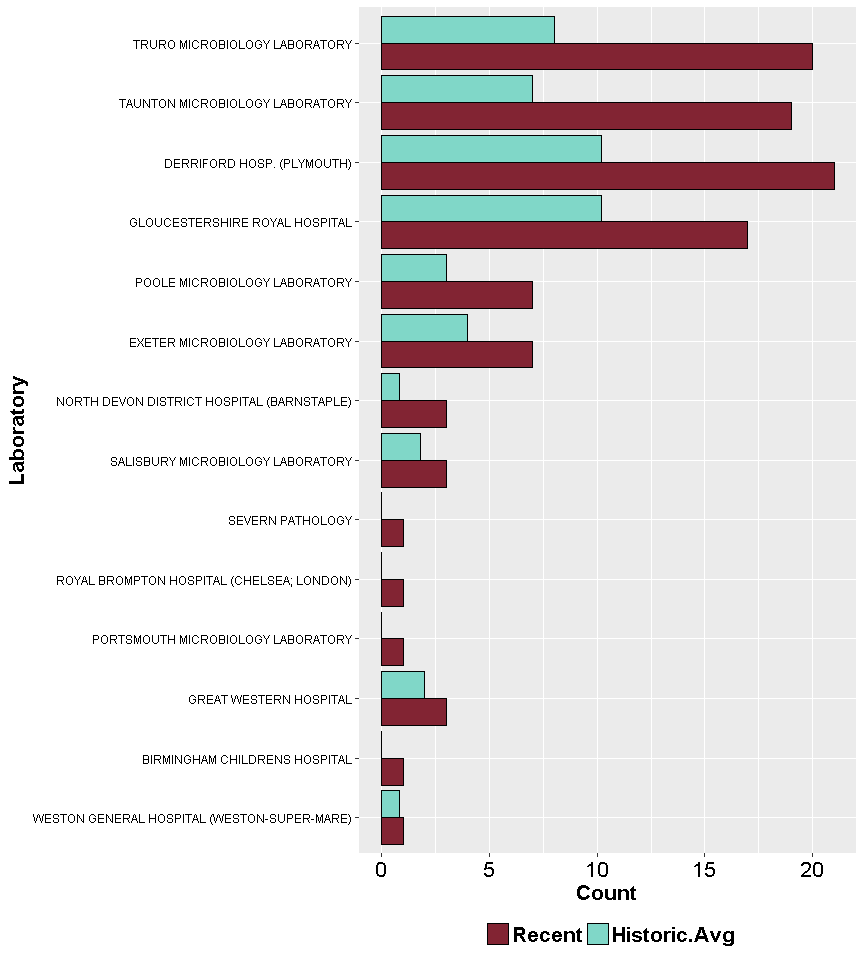 TRURO MICROBIOLOGY LABORATORY
TAUNTON MICROBIOLOGY LABORATORY
DERRIFORD HOSP. (PLYMOUTH)
GLOUCESTERSHIRE ROYAL HOSPITAL
POOLE MICROBIOLOGY LABORATORY
EXETER MICROBIOLOGY LABORATORY
NORTH DEVON DISTRICT HOSPITAL (BARNSTAPLE)
SALISBURY MICROBIOLOGY LABORATORY
SEVERN PATHOLOGY
ROYAL BROMPTON HOSPITAL (CHELSEA; LONDON)
PORTSMOUTH MICROBIOLOGY LABORATORY
GREAT WESTERN HOSPITAL
BIRMINGHAM CHILDRENS HOSPITAL
WESTON GENERAL HOSPITAL (WESTON-SUPER-MARE)
Laboratory
0 5 10 15 20
Count
Recent Historic.Avg